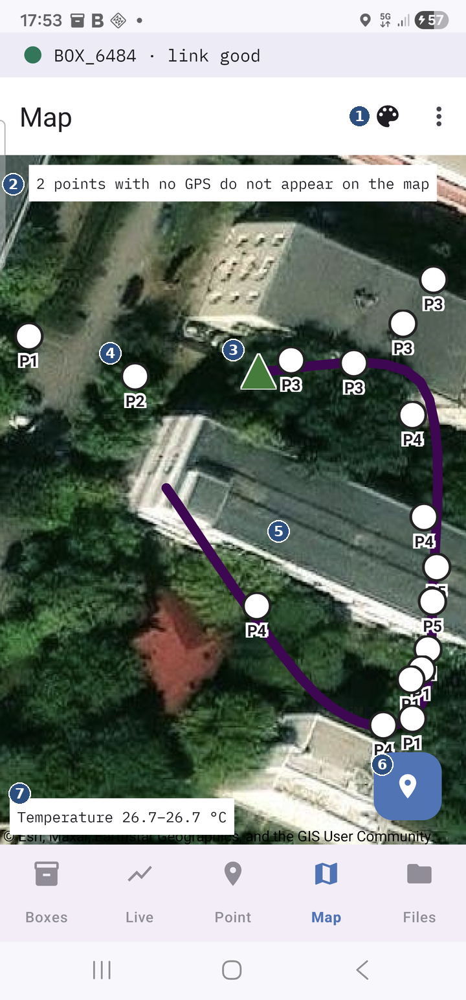 17:53 B 5G 57
BOX_6484 · link good
Map 1
2 2 points with no GPS do not appear on the map
P3
P3
P1
3
4
P3
P3
P2
P4
5
P4
P5
P4
P1
P1
P1
P4
6
7
Temperature 26.7–26.7 °C
© Esri, Maxar, Earthstar Geographics, and the GIS User Community
Boxes Live Point Map Files